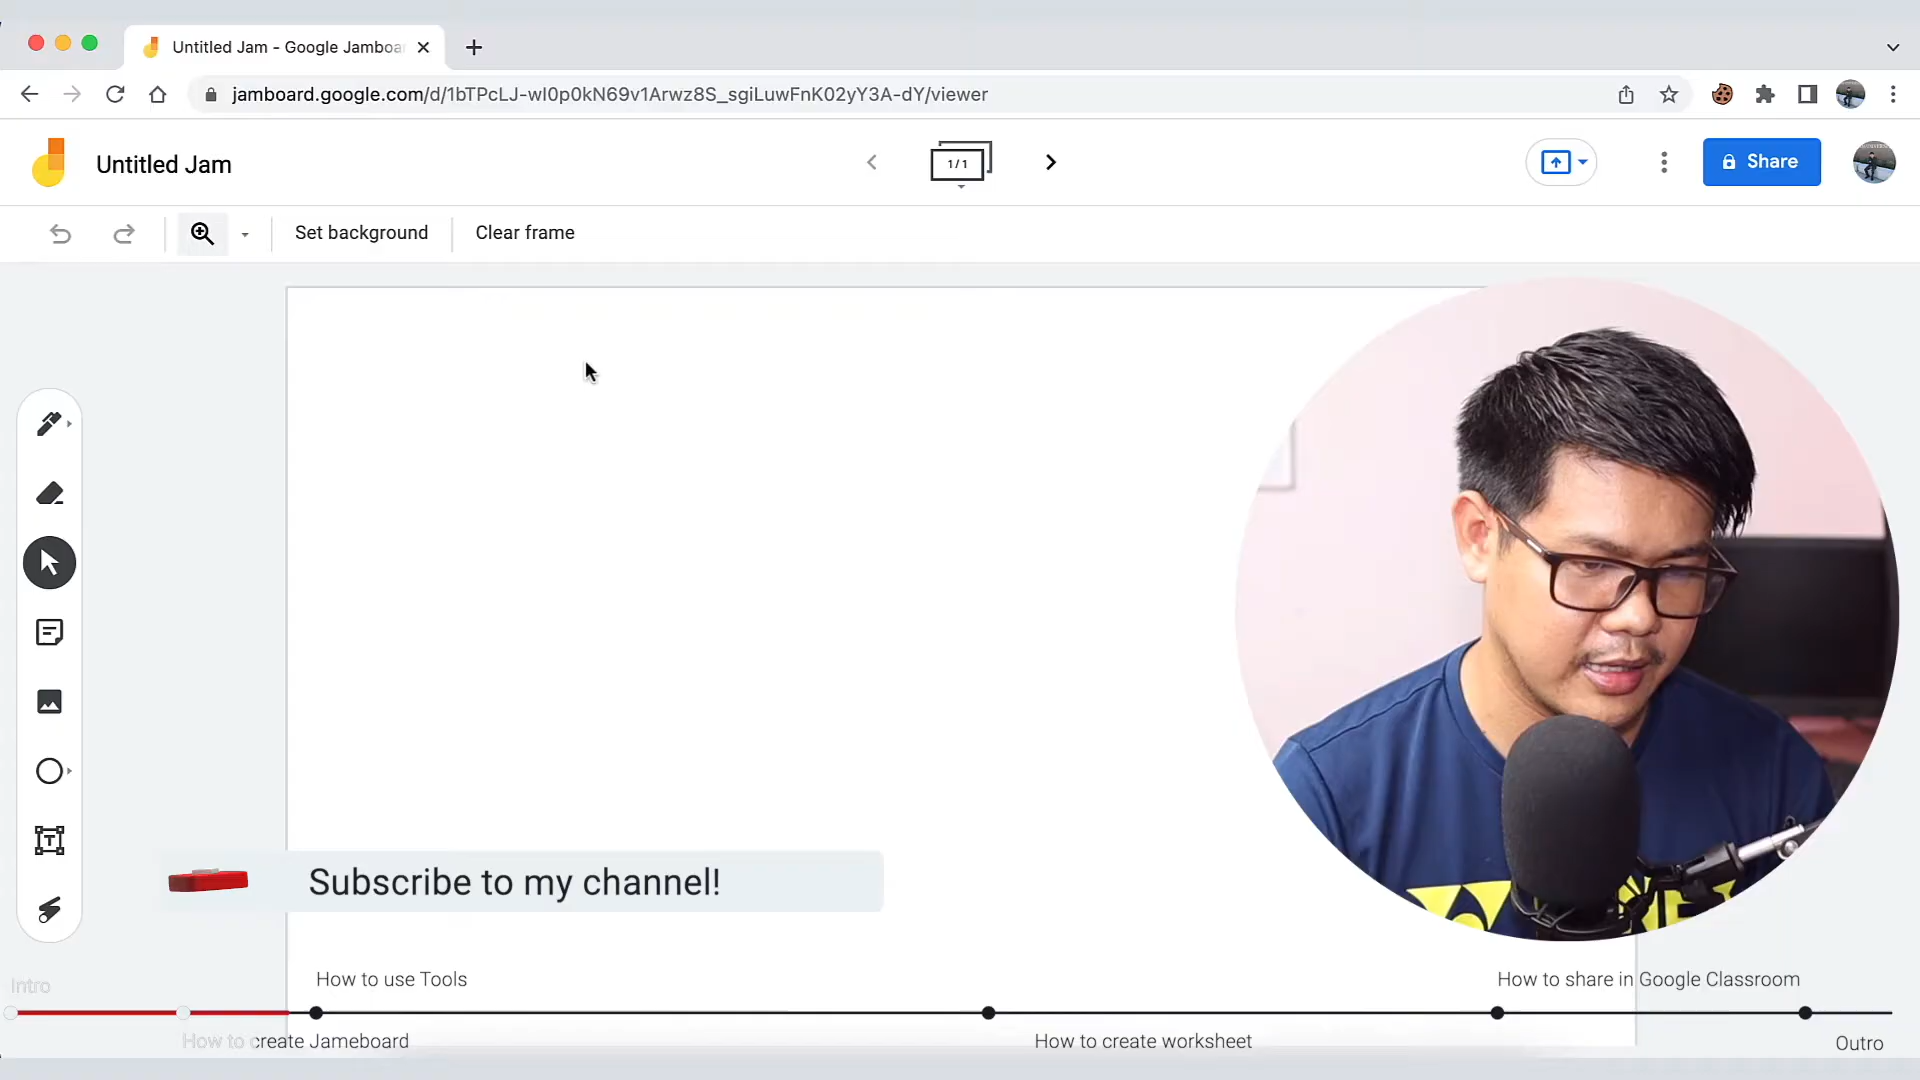 Untitled Jam - Google Jamboar
jamboard.google.com/d/1bTPcLJ-wI0p0kN69v1Arwz8S_sgiLuwFnK02yY3A-dY/viewer
Untitled Jam
1 / 1
Share
Set background
Clear frame
Subscribe to my channel!
Intro
How to use Tools
How to share in Google Classroom
How to create Jameboard
How to create worksheet
Outro